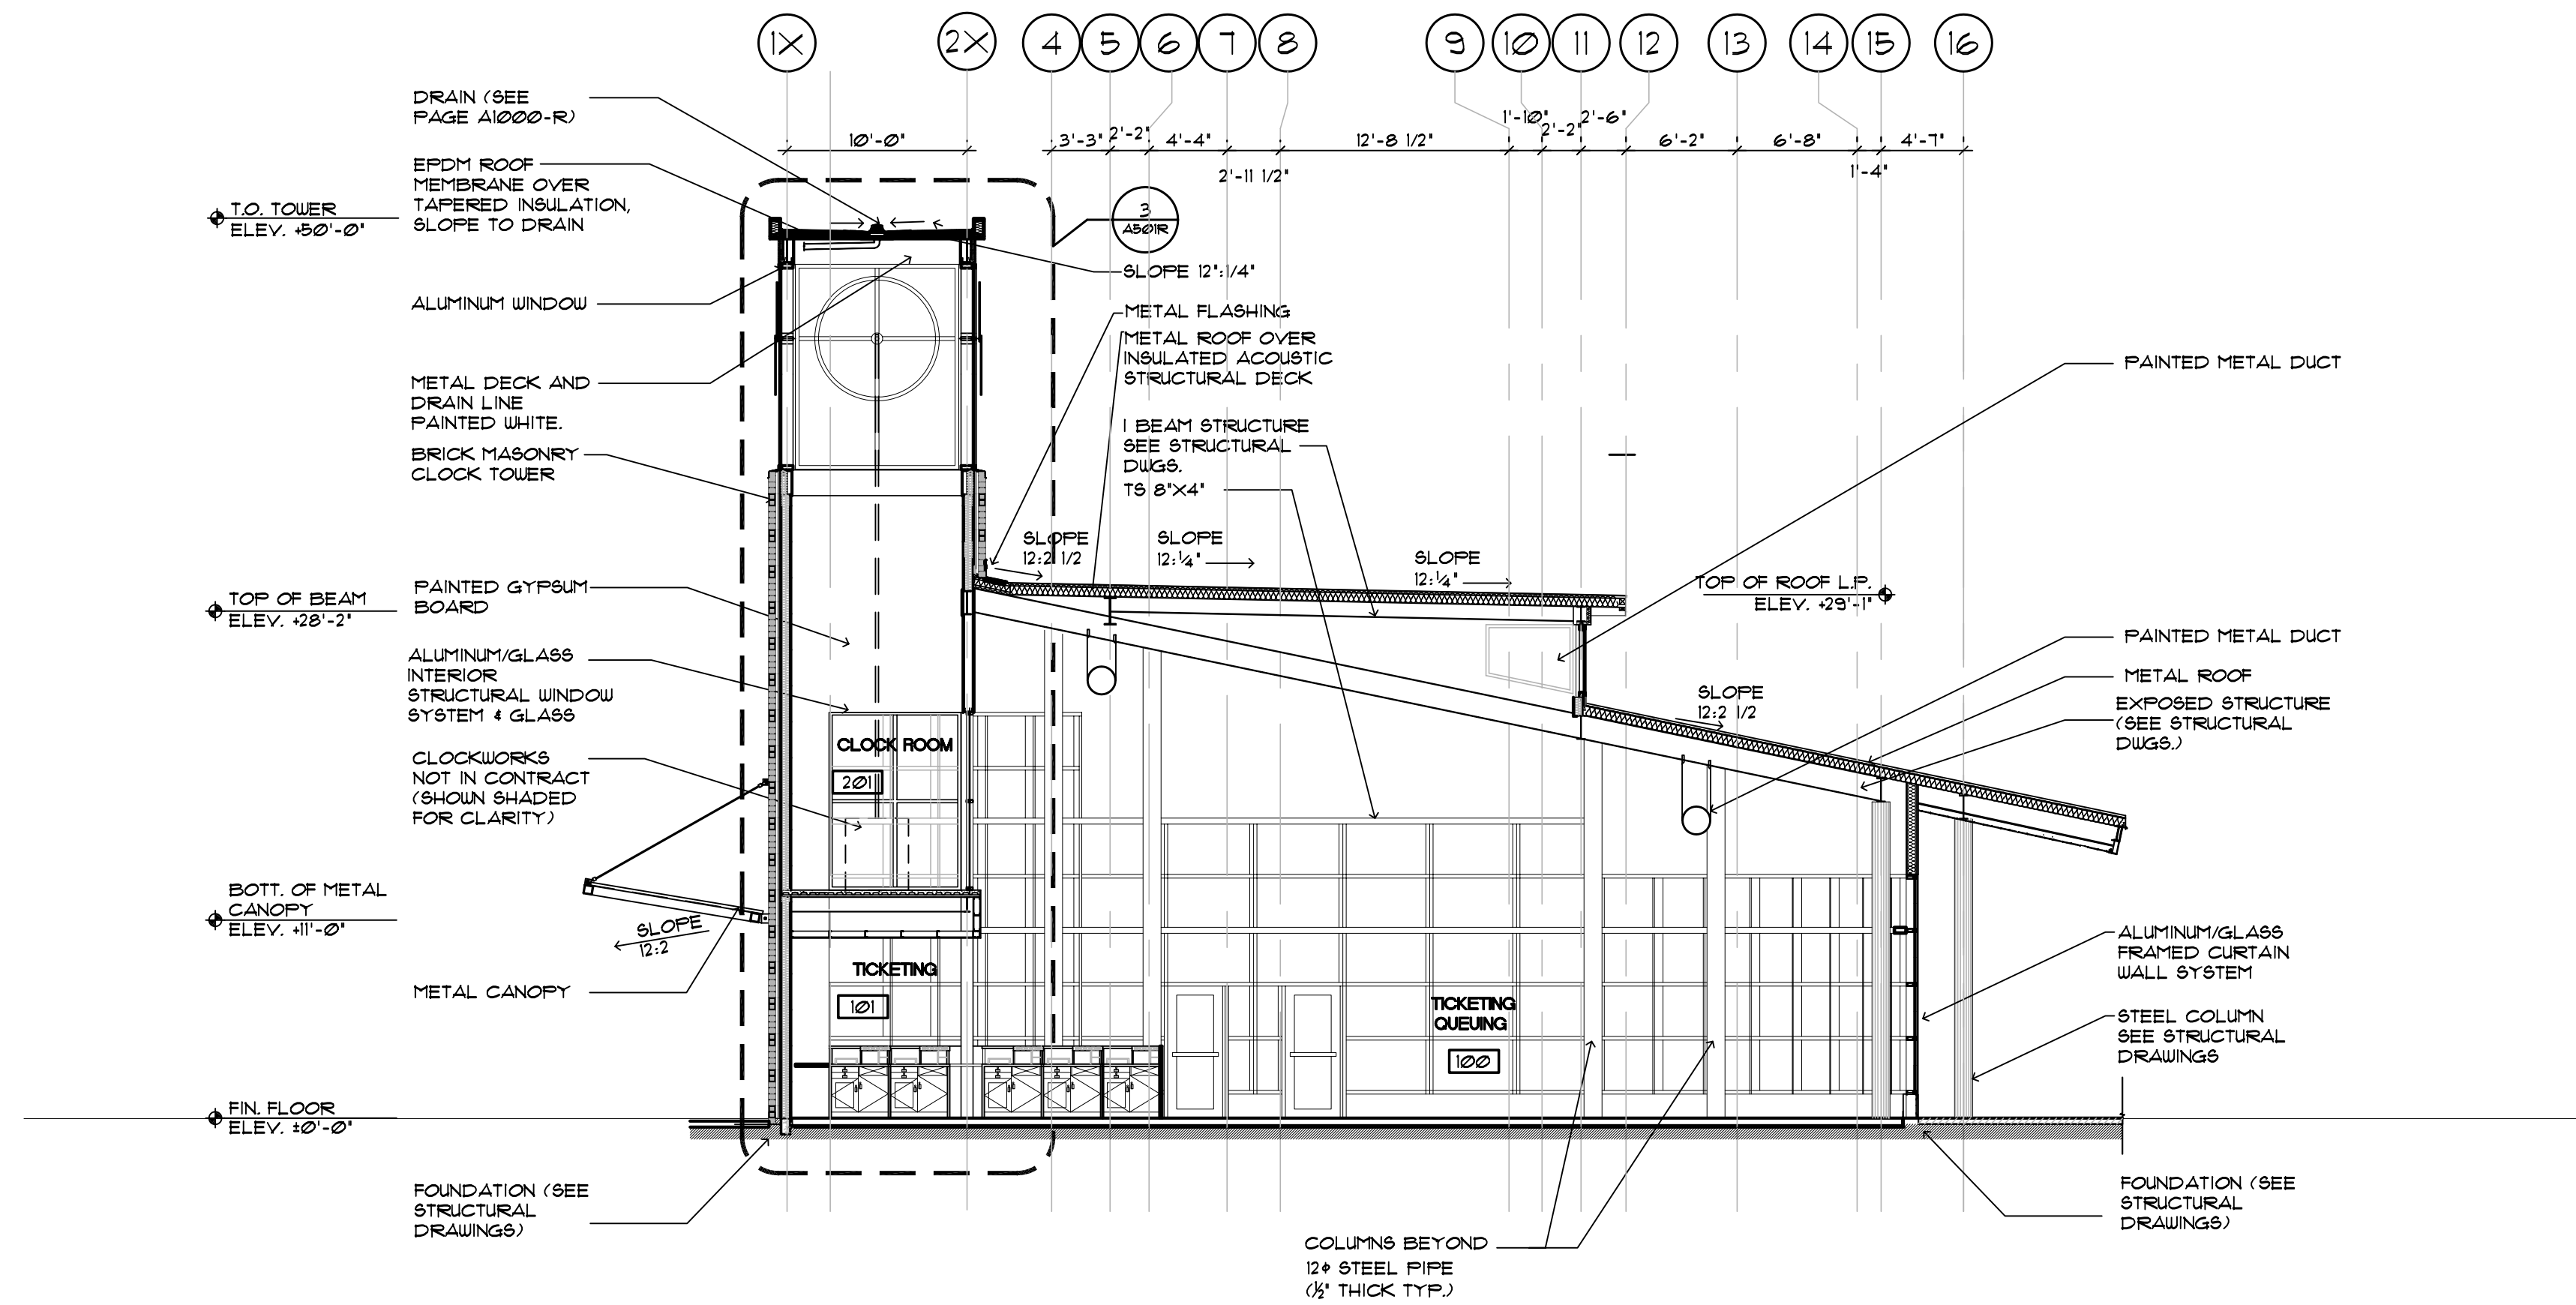 1X 2X 4 5 6 7 8 9 10 11 12 13 14 15 16
DRAIN (SEE
PAGE A1000-R)
10'-0" 3'-3" 2'-2" 4'-4" 2'-11 1/2" 12'-8 1/2" 1'-10" 2'-2" 2'-6" 6'-2" 6'-8" 1'-4" 4'-7"
EPDM ROOF
MEMBRANE OVER
TAPERED INSULATION,
SLOPE TO DRAIN
T.O. TOWER
ELEV. +50'-0"
3
A501R
SLOPE 12":1/4"
ALUMINUM WINDOW
METAL FLASHING
METAL ROOF OVER
INSULATED ACOUSTIC
STRUCTURAL DECK
PAINTED METAL DUCT
METAL DECK AND
DRAIN LINE
PAINTED WHITE.
I BEAM STRUCTURE
SEE STRUCTURAL
DWGS.
TS 8"X4"
BRICK MASONRY
CLOCK TOWER
SLOPE
12:2 1/2
SLOPE
12:¼"
SLOPE
12:¼"
TOP OF ROOF L.P.
ELEV. +29'-1"
PAINTED GYPSUM
BOARD
TOP OF BEAM
ELEV. +28'-2"
PAINTED METAL DUCT
ALUMINUM/GLASS
INTERIOR
STRUCTURAL WINDOW
SYSTEM & GLASS
METAL ROOF
SLOPE
12:2 1/2
EXPOSED STRUCTURE
(SEE STRUCTURAL
DWGS.)
CLOCK ROOM
201
CLOCKWORKS
NOT IN CONTRACT
(SHOWN SHADED
FOR CLARITY)
BOTT. OF METAL
CANOPY
ELEV. +11'-0"
SLOPE
12:2
METAL CANOPY
TICKETING
101
TICKETING
QUEUING
100
ALUMINUM/GLASS
FRAMED CURTAIN
WALL SYSTEM
STEEL COLUMN
SEE STRUCTURAL
DRAWINGS
FIN. FLOOR
ELEV. ±0'-0"
FOUNDATION (SEE
STRUCTURAL
DRAWINGS)
FOUNDATION (SEE
STRUCTURAL
DRAWINGS)
COLUMNS BEYOND
12ϕ STEEL PIPE
(½" THICK TYP.)